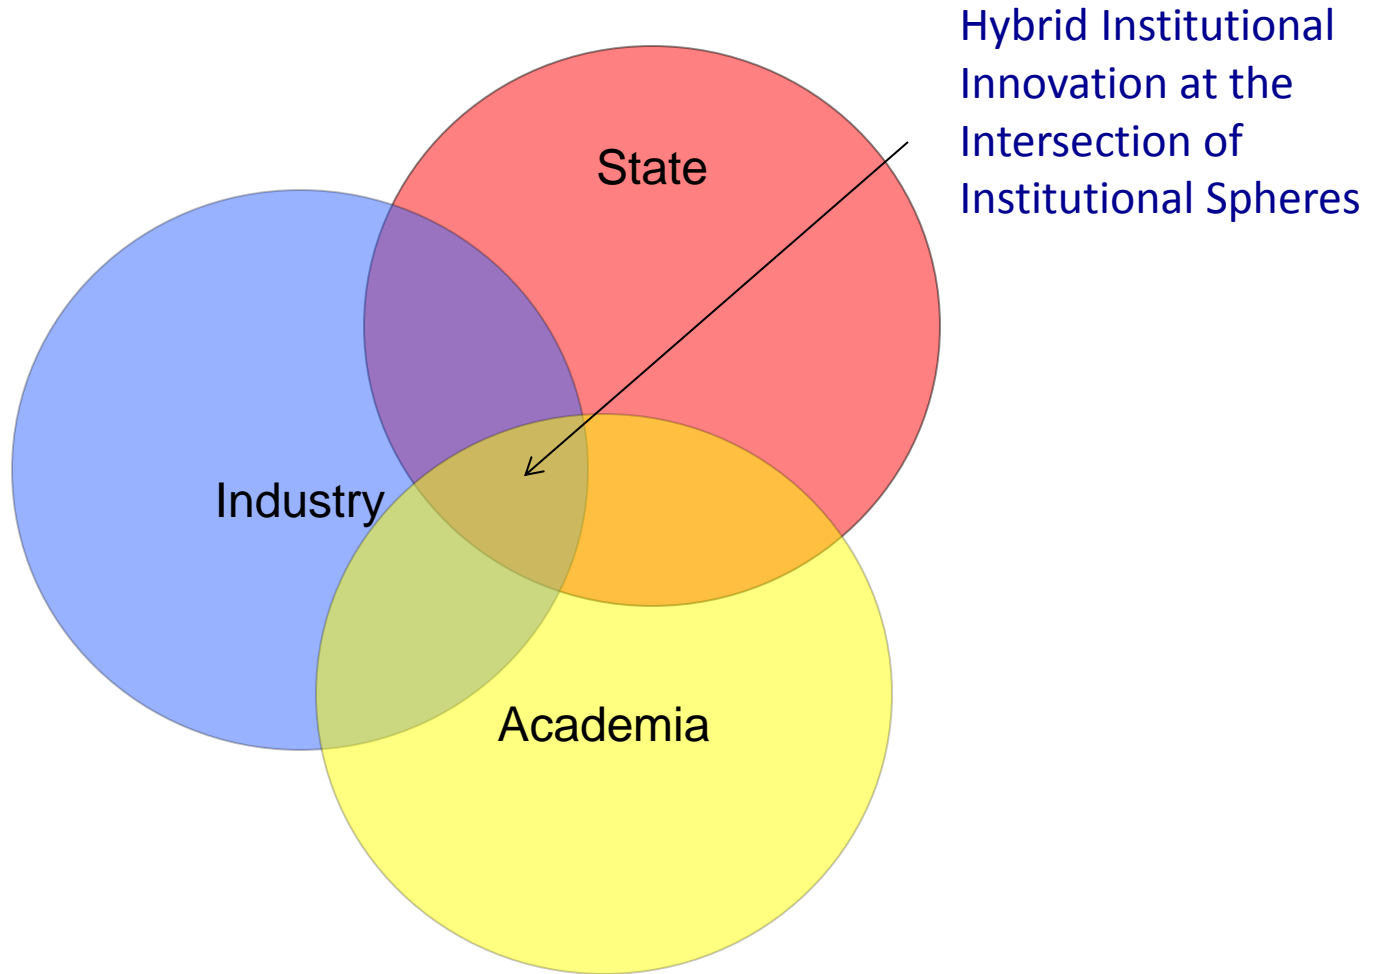 Hybrid Institutional
Innovation at the
Intersection of
Institutional Spheres
State
Industry
Academia